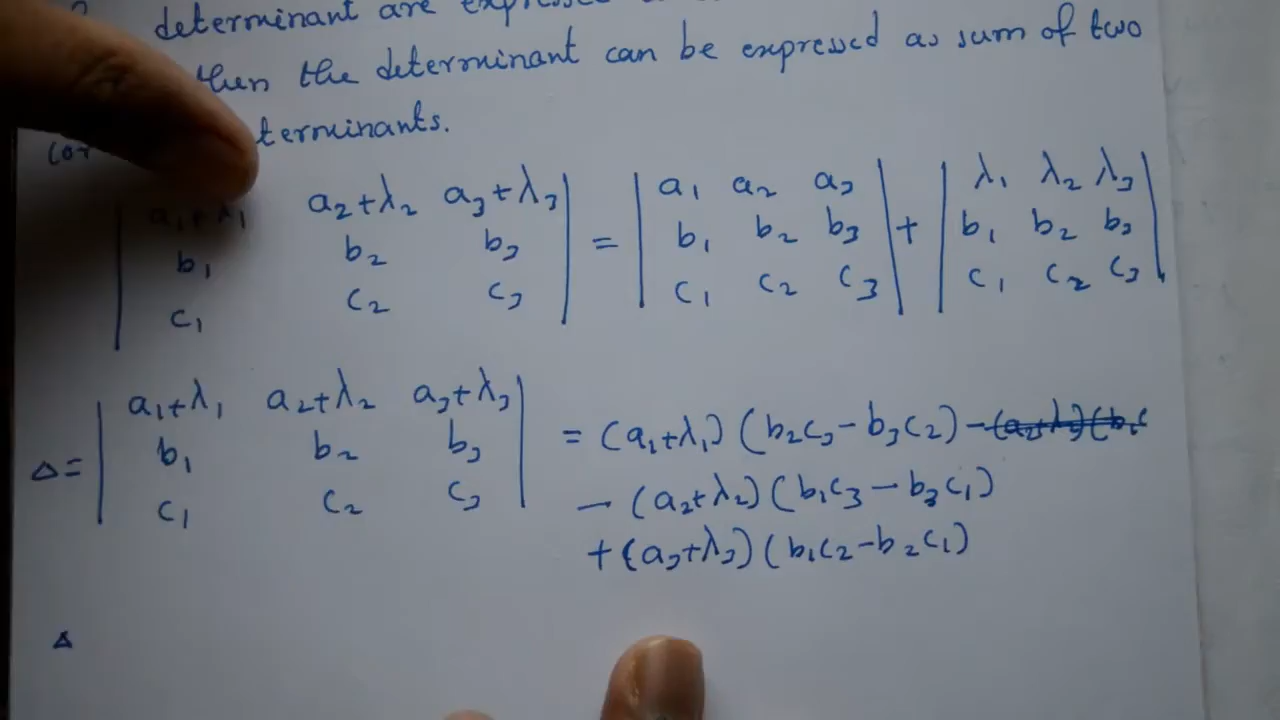 determinant are
then the determinant can be expressed as sum of two
terminants.
(or
| a₁+λ₁ a₂+λ₂ a₃+λ₃ | = | a₁ a₂ a₃ | + | λ₁ λ₂ λ₃ |
| b₁ b₂ b₃ | | b₁ b₂ b₃ | | b₁ b₂ b₃ |
| c₁ c₂ c₃ | | c₁ c₂ c₃ | | c₁ c₂ c₃ |
| a₁+λ₁ a₂+λ₂ a₃+λ₃ |
Δ = | b₁ b₂ b₃ | = (a₁+λ₁) (b₂c₃ - b₃c₂) -
| c₁ c₂ c₃ | - (a₂+λ₂) (b₁c₃ - b₃c₁)
+ (a₃+λ₃) (b₁c₂ - b₂c₁)
Δ